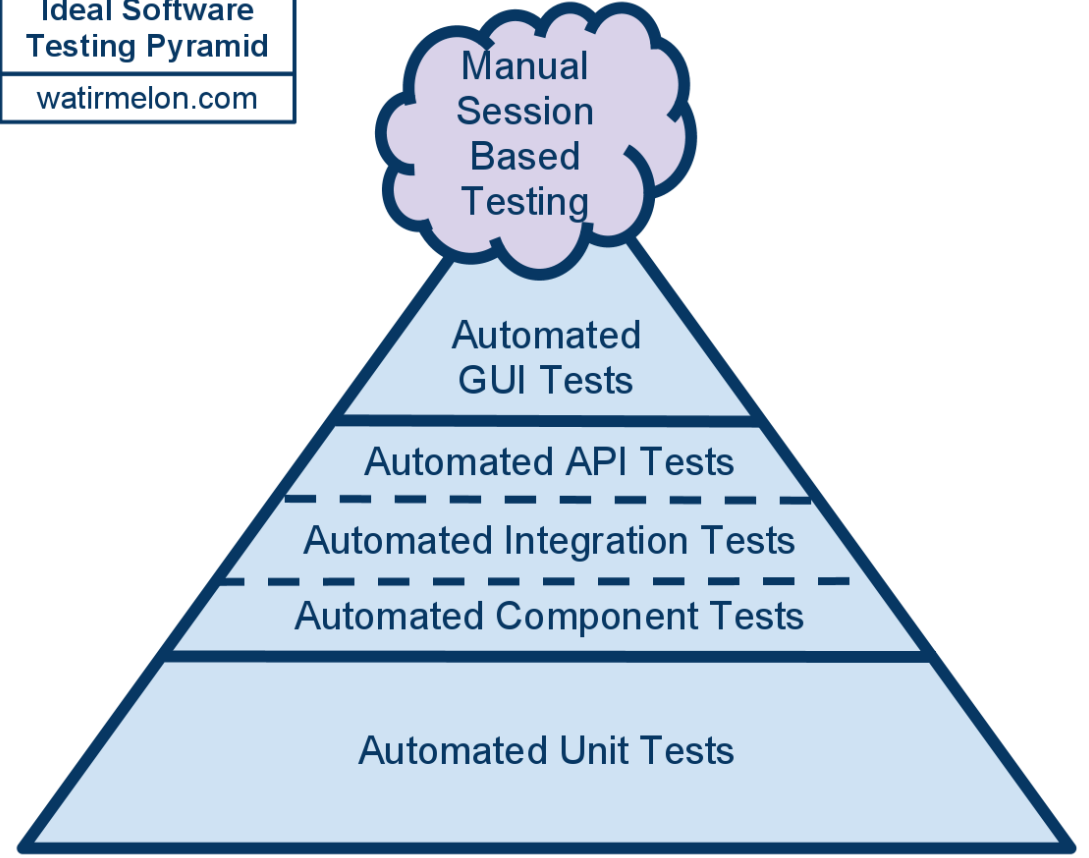 Ideal Software
Testing Pyramid
watirmelon.com
Manual
Session
Based
Testing
Automated
GUI Tests
Automated API Tests
Automated Integration Tests
Automated Component Tests
Automated Unit Tests